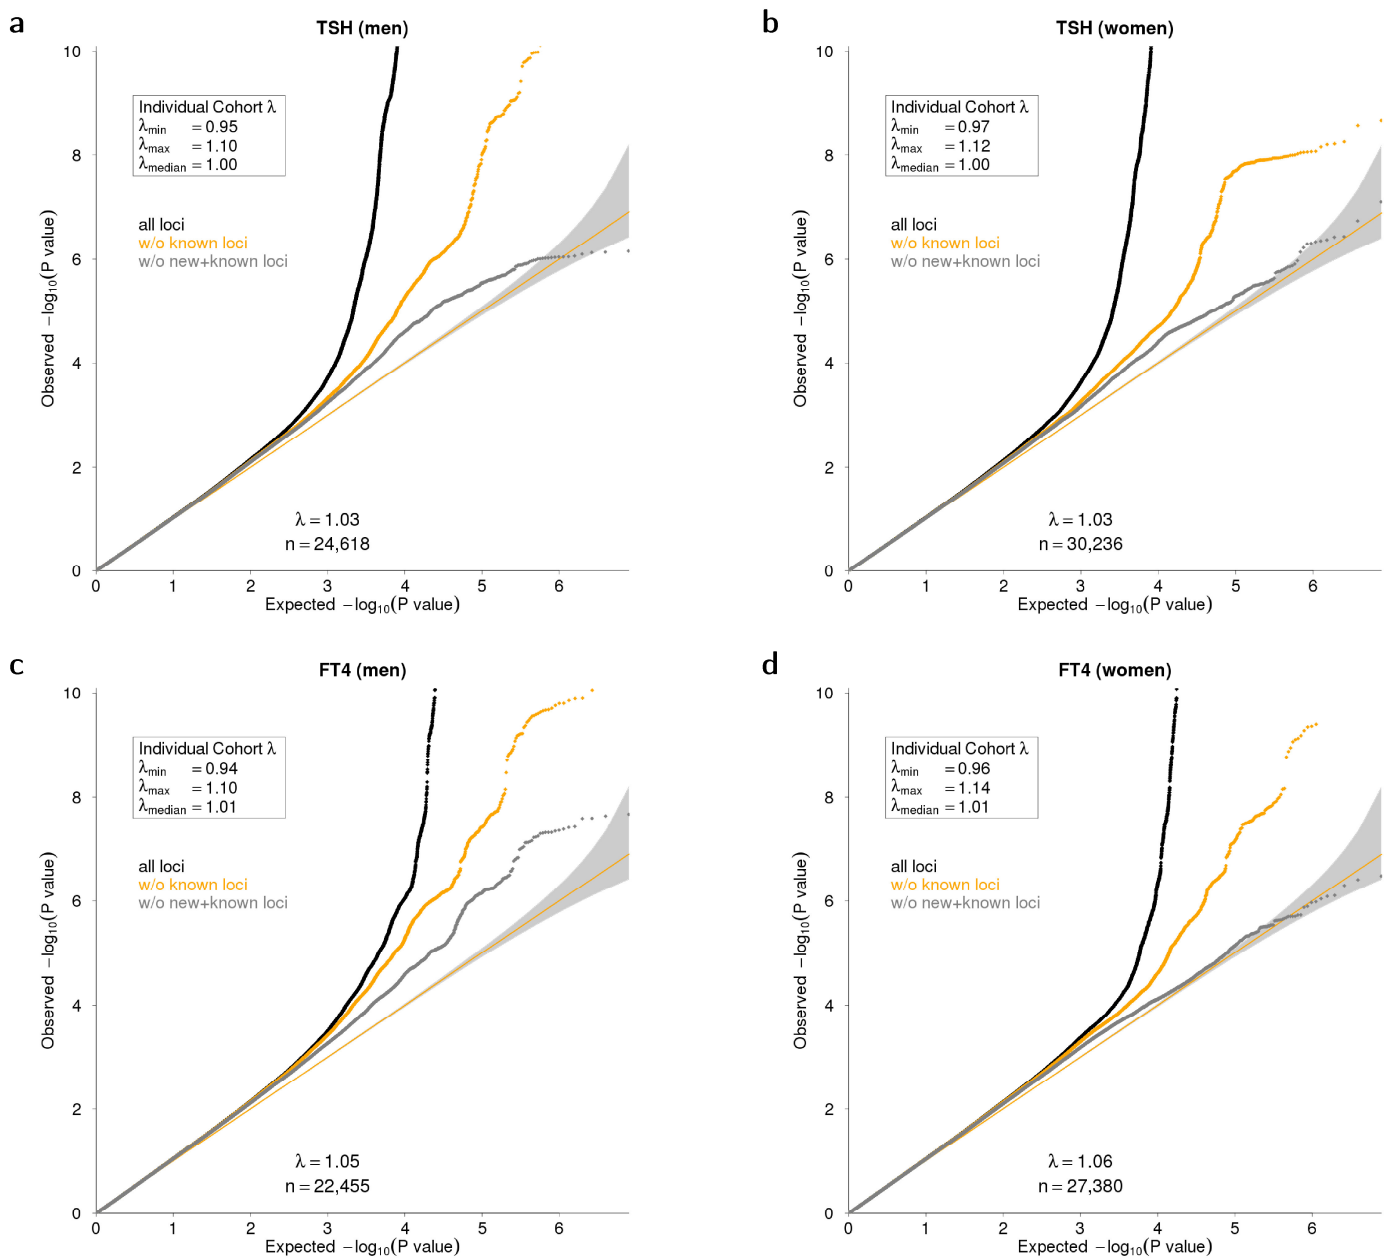 a
TSH (men)
10
8
6
4
2
0
Observed −log10(P value)
Individual Cohort λ
λmin = 0.95
λmax = 1.10
λmedian = 1.00
all loci
w/o known loci
w/o new+known loci
λ = 1.03
n = 24,618
0 1 2 3 4 5 6
Expected −log10(P value)
b
TSH (women)
10
8
6
4
2
0
Observed −log10(P value)
Individual Cohort λ
λmin = 0.97
λmax = 1.12
λmedian = 1.00
all loci
w/o known loci
w/o new+known loci
λ = 1.03
n = 30,236
0 1 2 3 4 5 6
Expected −log10(P value)
c
FT4 (men)
10
8
6
4
2
0
Observed −log10(P value)
Individual Cohort λ
λmin = 0.94
λmax = 1.10
λmedian = 1.01
all loci
w/o known loci
w/o new+known loci
λ = 1.05
n = 22,455
0 1 2 3 4 5 6
Expected −log10(P value)
d
FT4 (women)
10
8
6
4
2
0
Observed −log10(P value)
Individual Cohort λ
λmin = 0.96
λmax = 1.14
λmedian = 1.01
all loci
w/o known loci
w/o new+known loci
λ = 1.06
n = 27,380
0 1 2 3 4 5 6
Expected −log10(P value)